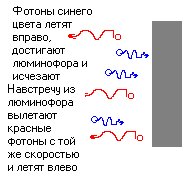 Фотоны синего
цвета летят
вправо,
достигают
люминофора и
исчезают
Навстречу из
люминофора
вылетают
красные
фотоны с той
же скоростью
и летят влево